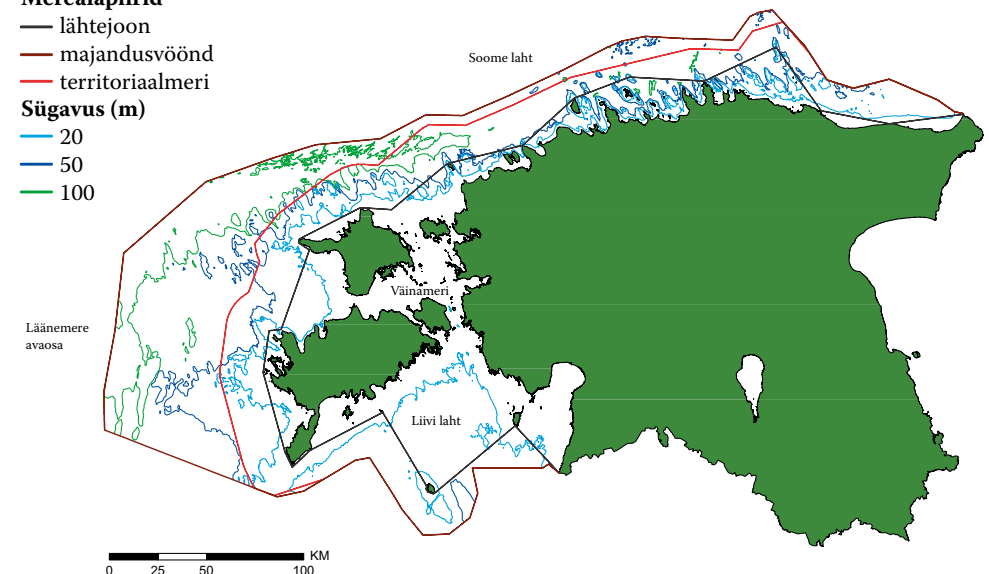 Merealapiirid
lähtejoon
majandusvöönd
territoriaalmeri
Sügavus (m)
20
50
100
Soome laht
Väinameri
Läänemere
avaosa
Liivi laht
KM
0 25 50 100